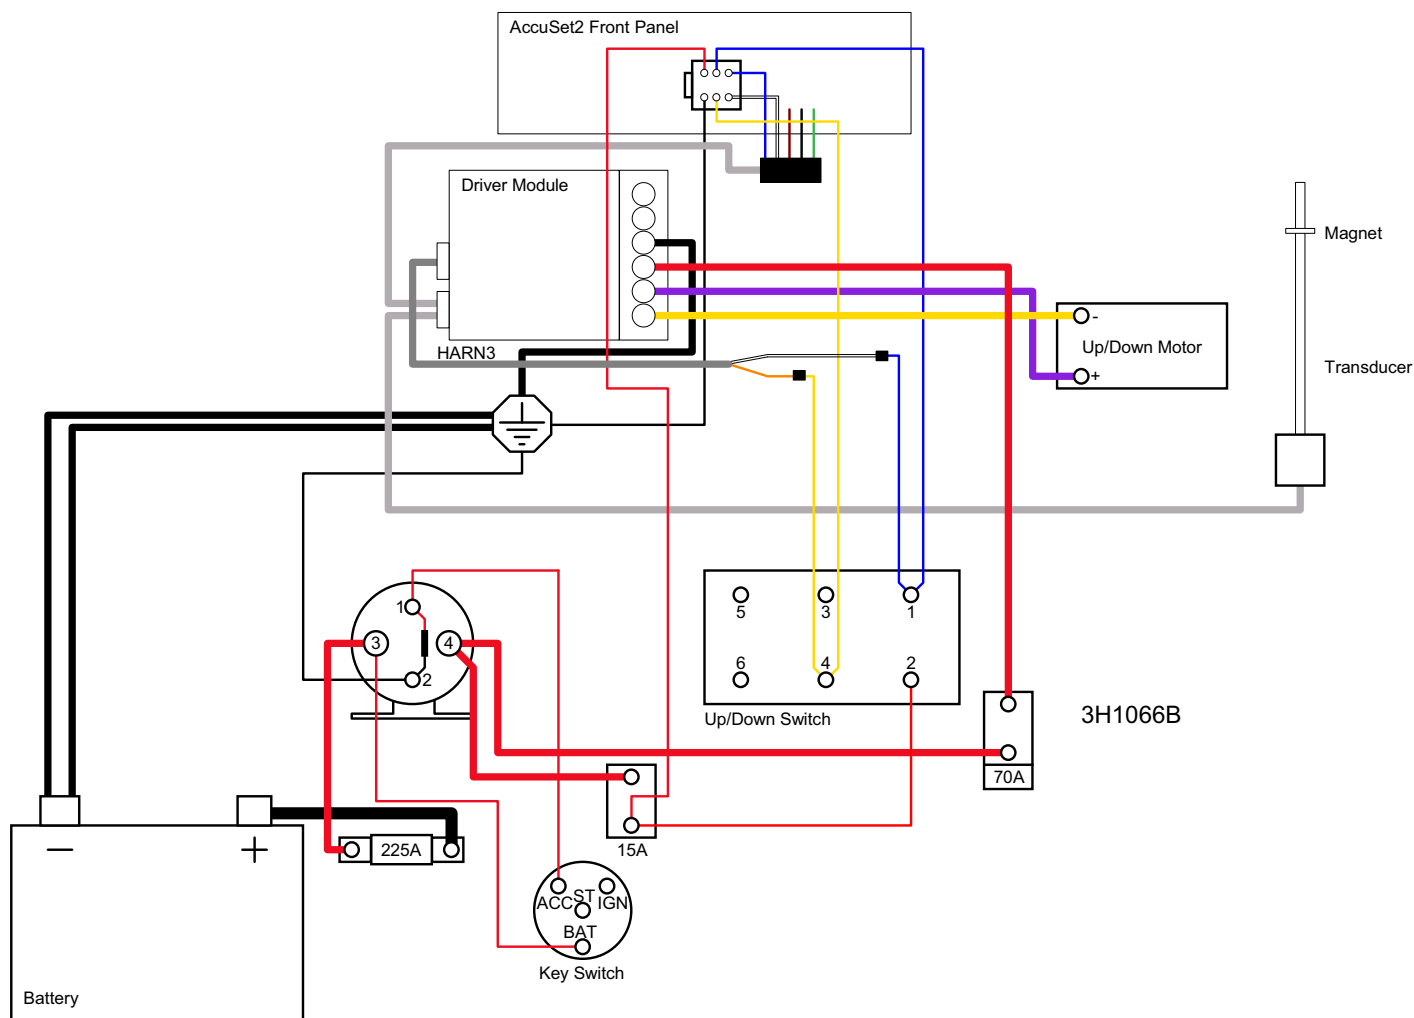 AccuSet2 Front Panel
Driver Module
Magnet
-
Up/Down Motor
HARN3
+
Transducer
5
3
1
1
3
4
2
6
4
2
Up/Down Switch
3H1066B
70A
15A
225A
− +
ST
ACC IGN
BAT
Key Switch
Battery